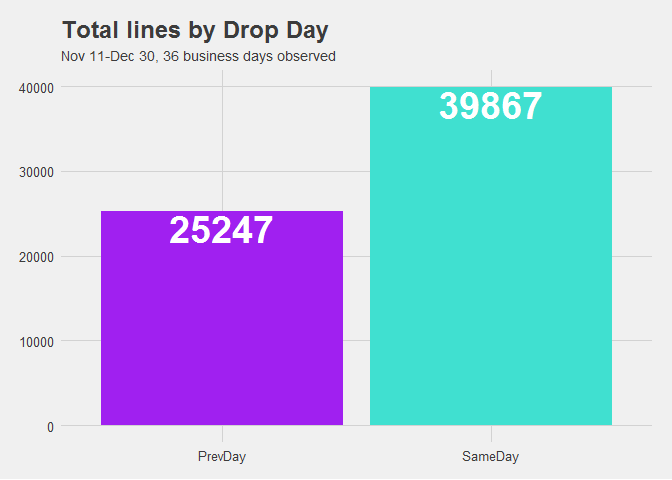 Total lines by Drop Day
Nov 11-Dec 30, 36 business days observed
40000
30000
20000
10000
0
25247
39867
PrevDay
SameDay